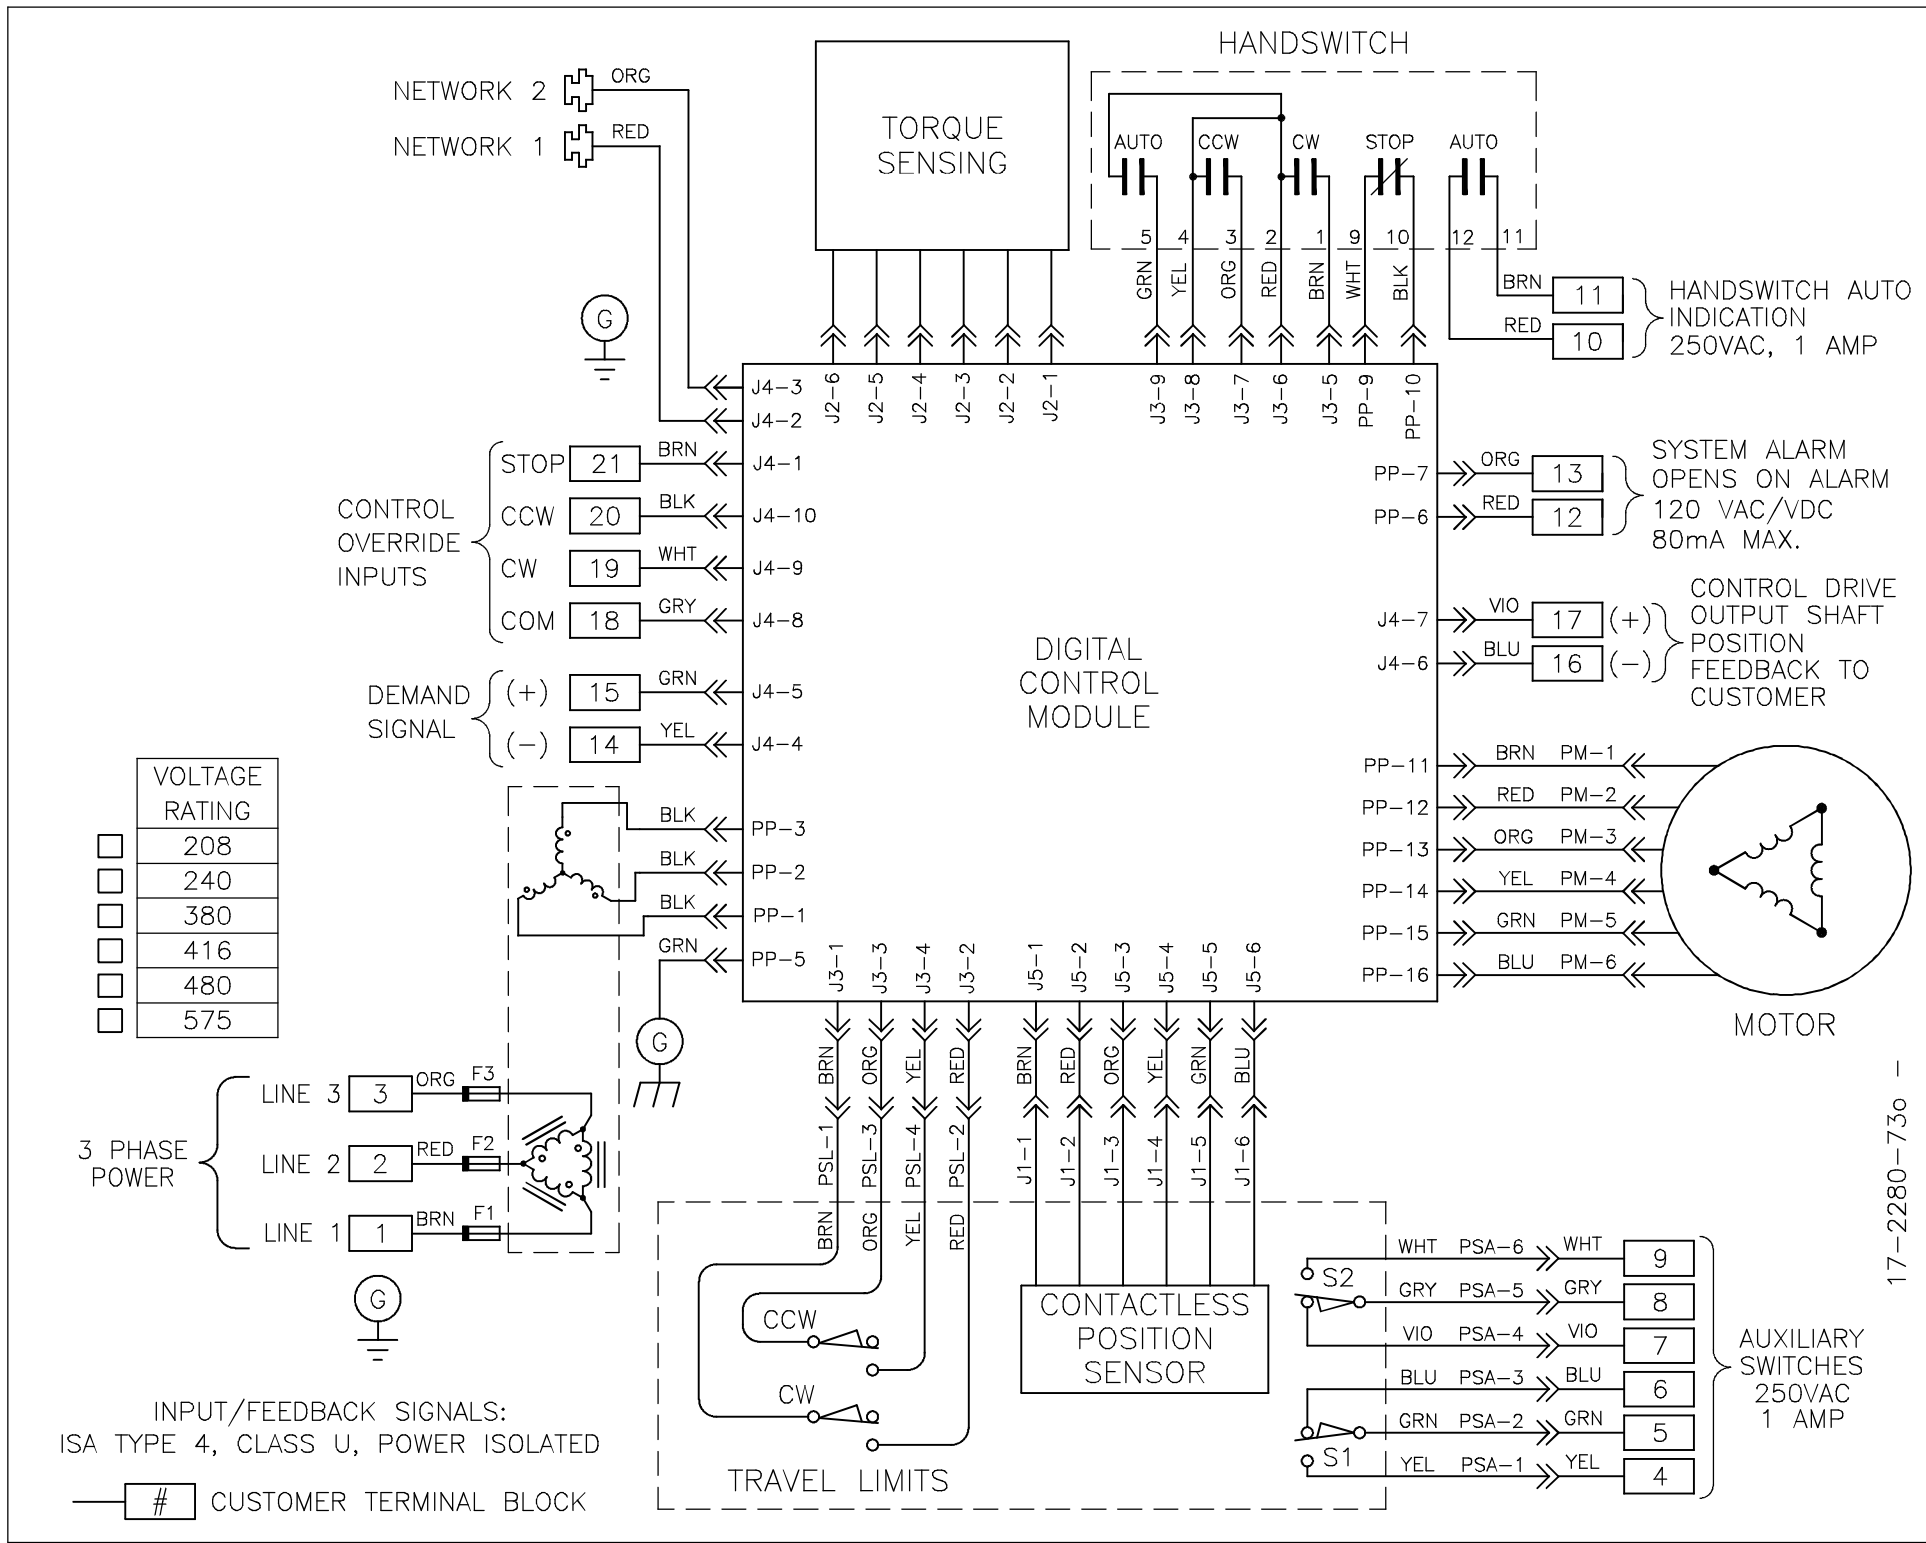 HANDSWITCH
NETWORK 2
ORG
NETWORK 1
RED
TORQUE
SENSING
AUTO
CCW
CW
STOP
AUTO
5
4
3
2
1
9
10
12
11
GRN
YEL
ORG
RED
BRN
WHT
BLK
BRN
11
RED
10
HANDSWITCH AUTO
INDICATION
250VAC, 1 AMP
G
J4-3
J4-2
J2-6
J2-5
J2-4
J2-3
J2-2
J2-1
J3-9
J3-8
J3-7
J3-6
J3-5
PP-9
PP-10
CONTROL
OVERRIDE
INPUTS
STOP 21 BRN J4-1
CCW 20 BLK J4-10
CW 19 WHT J4-9
COM 18 GRY J4-8
PP-7 ORG 13
PP-6 RED 12
SYSTEM ALARM
OPENS ON ALARM
120 VAC/VDC
80mA MAX.
J4-7 VIO 17 (+)
J4-6 BLU 16 (-)
CONTROL DRIVE
OUTPUT SHAFT
POSITION
FEEDBACK TO
CUSTOMER
DIGITAL
CONTROL
MODULE
DEMAND
SIGNAL
(+) 15 GRN J4-5
(-) 14 YEL J4-4
VOLTAGE
RATING
208
240
380
416
480
575
BLK PP-3
BLK PP-2
BLK PP-1
GRN PP-5
G
PP-11 BRN PM-1
PP-12 RED PM-2
PP-13 ORG PM-3
PP-14 YEL PM-4
PP-15 GRN PM-5
PP-16 BLU PM-6
MOTOR
J3-1
J3-3
J3-4
J3-2
J5-1
J5-2
J5-3
J5-4
J5-5
J5-6
BRN
ORG
YEL
RED
BRN
RED
ORG
YEL
GRN
BLU
PSL-1
PSL-3
PSL-4
PSL-2
J1-1
J1-2
J1-3
J1-4
J1-5
J1-6
BRN
ORG
YEL
RED
3 PHASE
POWER
LINE 3 3 ORG F3
LINE 2 2 RED F2
LINE 1 1 BRN F1
G
CCW
CW
TRAVEL LIMITS
CONTACTLESS
POSITION
SENSOR
S2
S1
WHT PSA-6 WHT 9
GRY PSA-5 GRY 8
VIO PSA-4 VIO 7
BLU PSA-3 BLU 6
GRN PSA-2 GRN 5
YEL PSA-1 YEL 4
AUXILIARY
SWITCHES
250VAC
1 AMP
17-2280-73o -
INPUT/FEEDBACK SIGNALS:
ISA TYPE 4, CLASS U, POWER ISOLATED
# CUSTOMER TERMINAL BLOCK